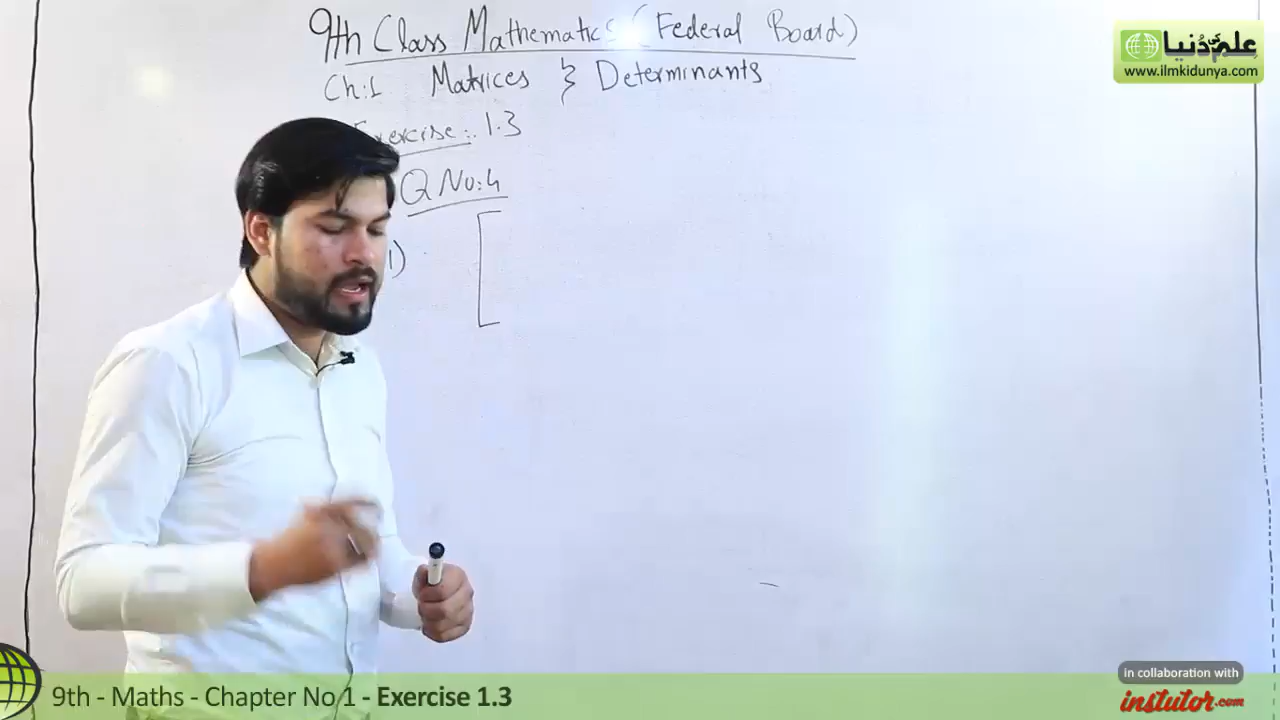 9th Class Mathematics (Federal Board)
Ch:1 Matrices & Determinants
Exercise:. 1.3
Q No:4
1)
علم کی دنیا
www.ilmkidunya.com
in collaboration with
instutor.com
9th - Maths - Chapter No 1 - Exercise 1.3